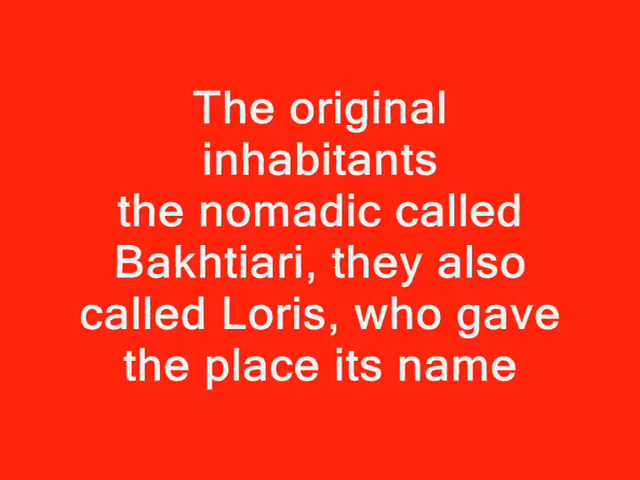 The original
inhabitants
the nomadic called
Bakhtiari, they also
called Loris, who gave
the place its name